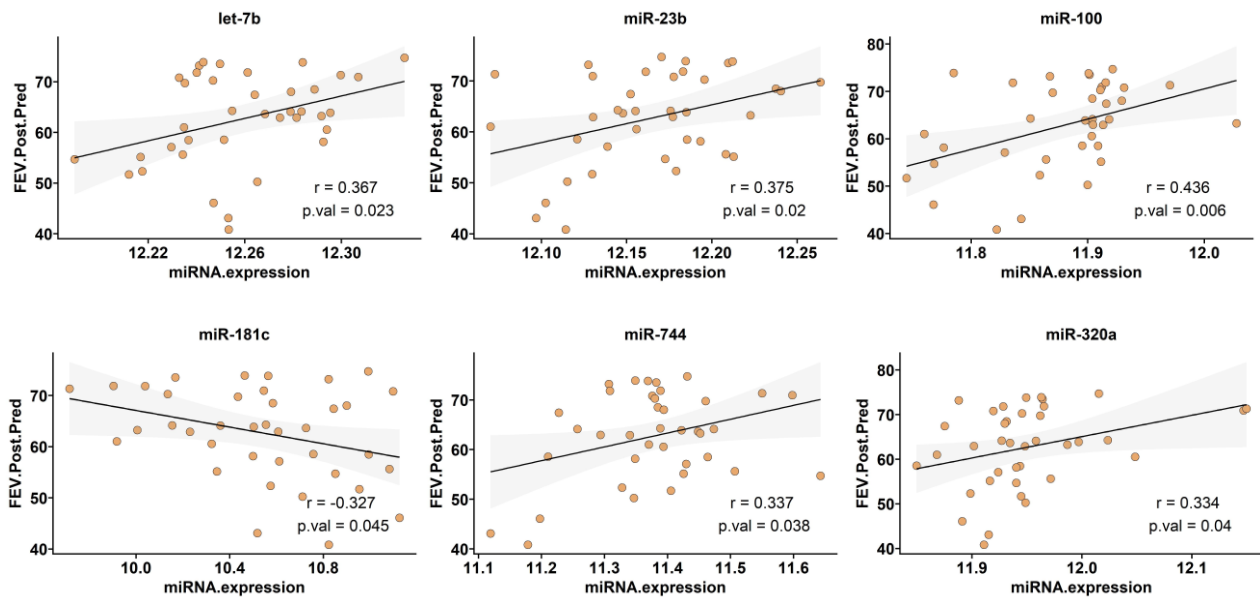 let-7b
miR-23b
miR-100
FEV.Post.Pred
70
60
50
40
r = 0.367
p.val = 0.023
12.22
12.26
12.30
miRNA.expression
FEV.Post.Pred
70
60
50
40
r = 0.375
p.val = 0.02
12.10
12.15
12.20
12.25
miRNA.expression
FEV.Post.Pred
80
70
60
50
40
r = 0.436
p.val = 0.006
11.8
11.9
12.0
miRNA.expression
miR-181c
miR-744
miR-320a
FEV.Post.Pred
70
60
50
40
r = -0.327
p.val = 0.045
10.0
10.4
10.8
miRNA.expression
FEV.Post.Pred
70
60
50
40
r = 0.337
p.val = 0.038
11.1
11.2
11.3
11.4
11.5
11.6
miRNA.expression
FEV.Post.Pred
80
70
60
50
40
r = 0.334
p.val = 0.04
11.9
12.0
12.1
miRNA.expression